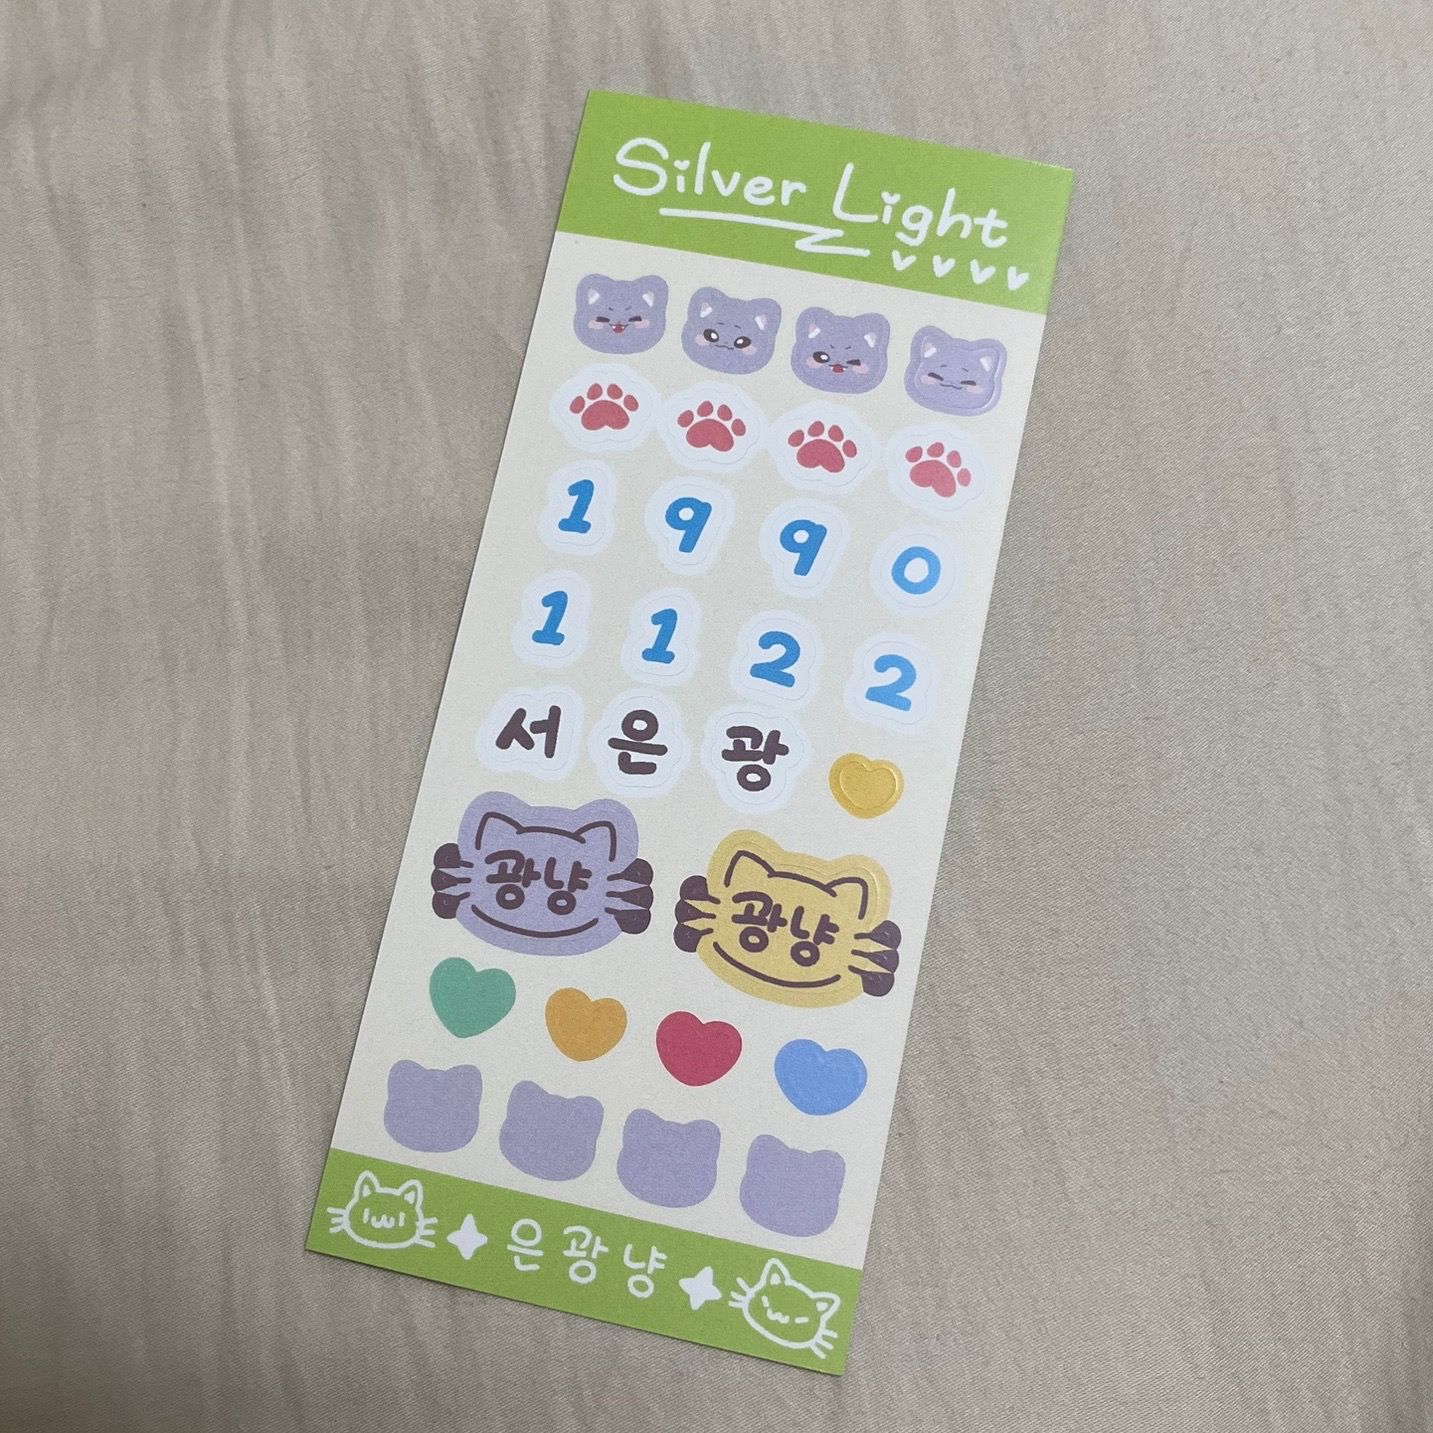 Silver Light
1 9 9 0
1 1 2 2
서 은 광
광냥 광냥
은 광 냥